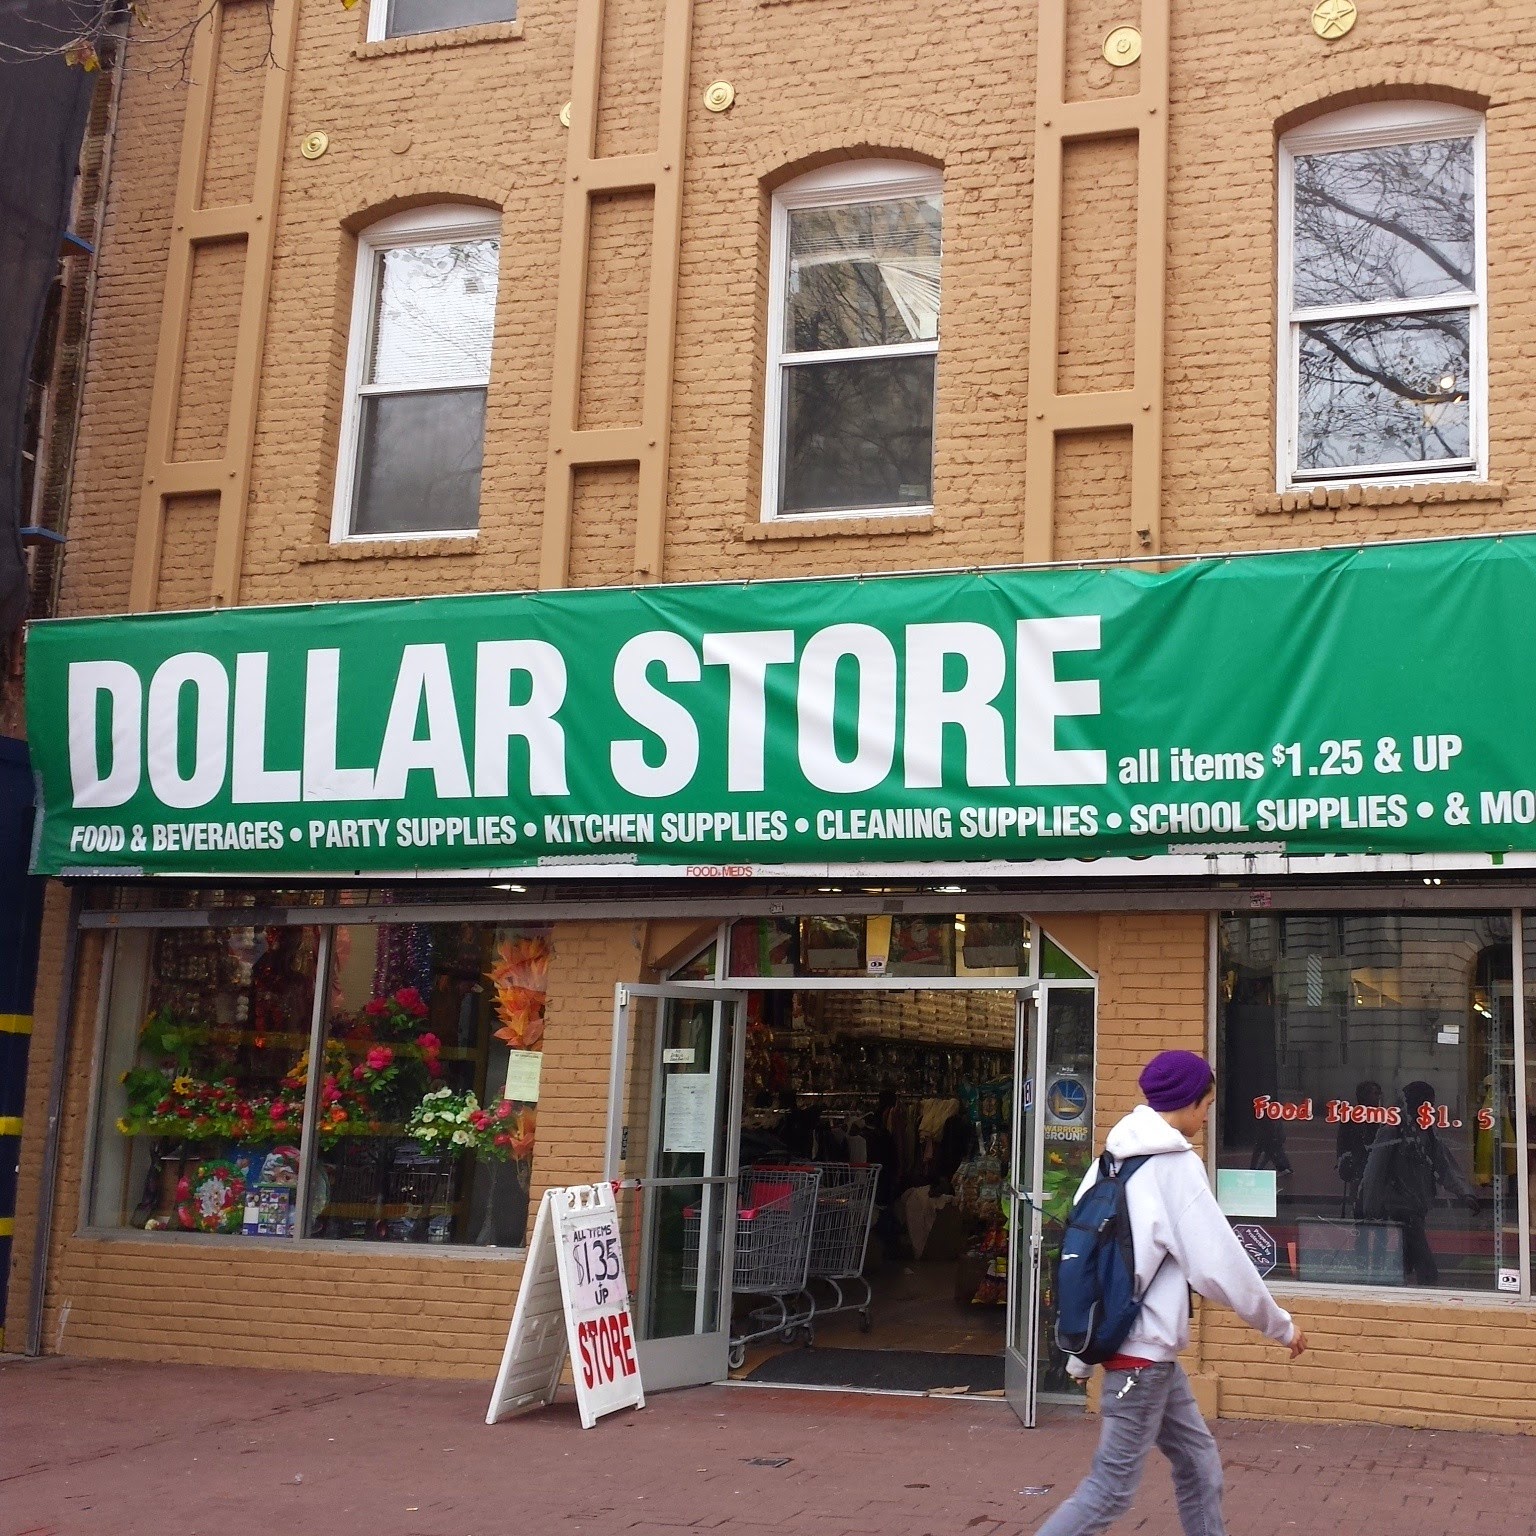 DOLLAR STORE all items $1.25 & UP
FOOD & BEVERAGES • PARTY SUPPLIES • KITCHEN SUPPLIES • CLEANING SUPPLIES • SCHOOL SUPPLIES • & MO
FOOD MEDS
Food Items $1. 5
WARRIORS
GROUND
ALL ITEMS
$1.35
+
UP
STORE